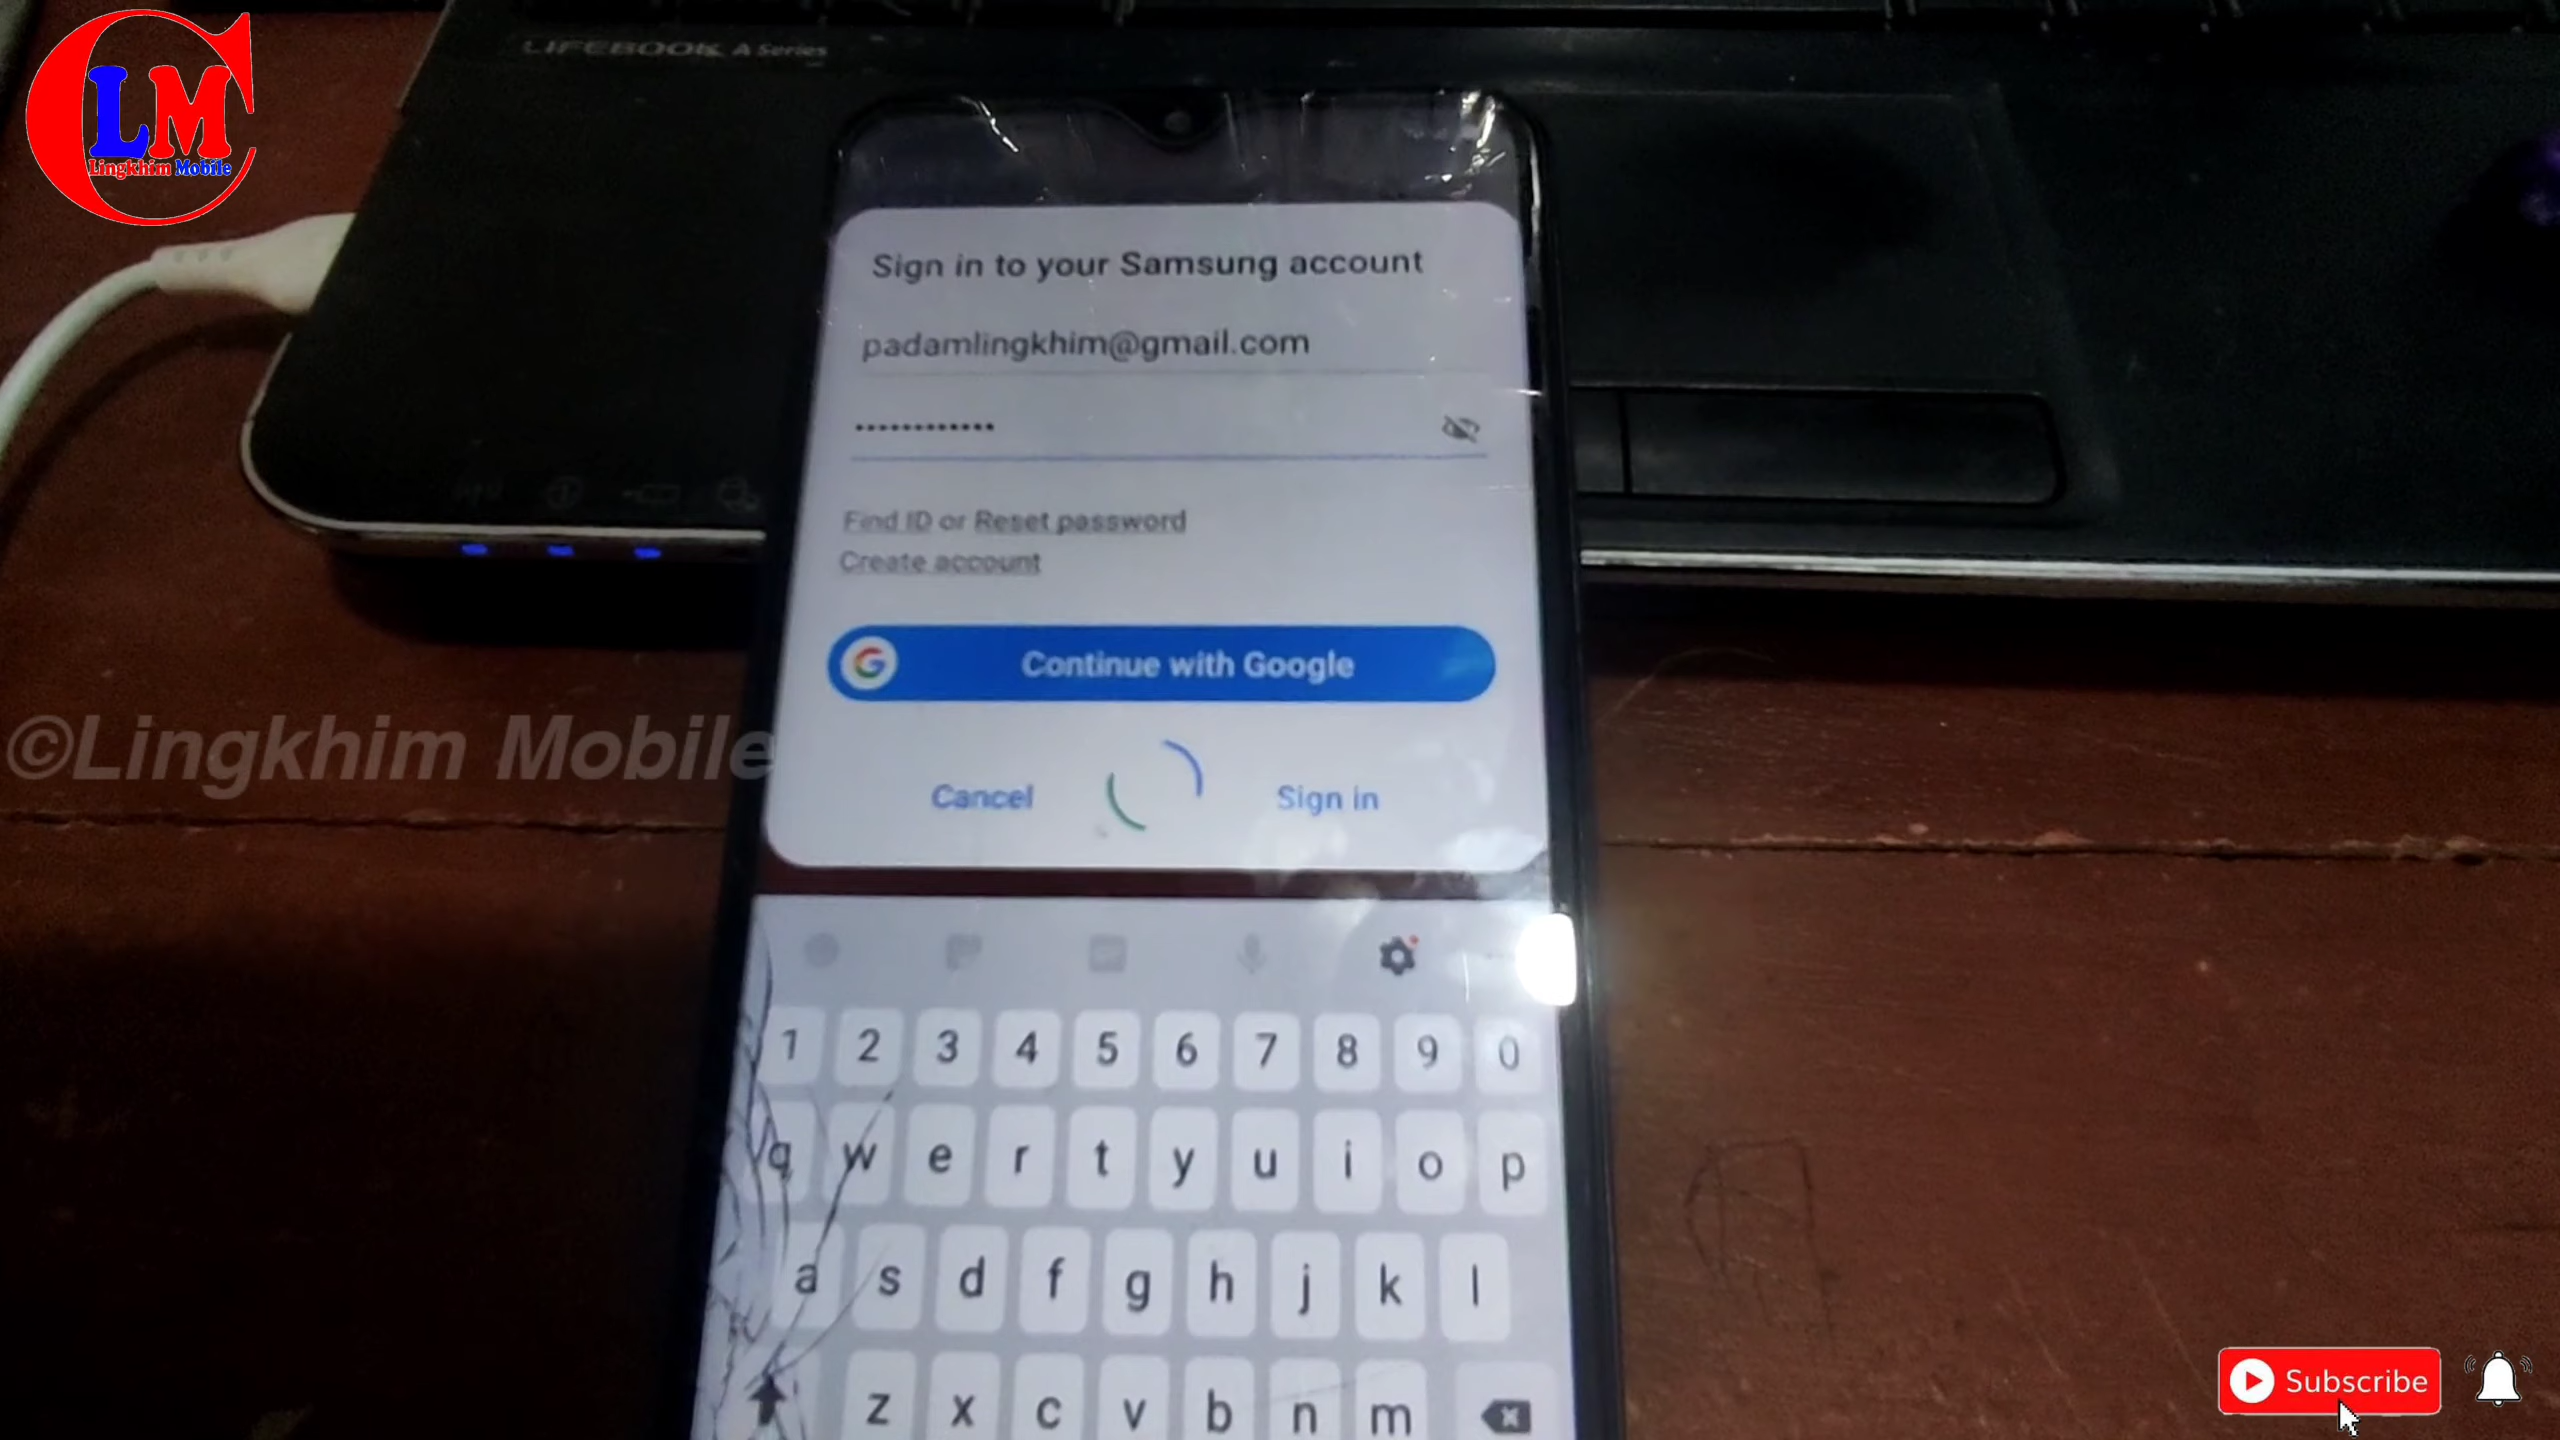 LIFEBOOK A Series
LM
Lingkhim Mobile
Sign in to your Samsung account
padamlingkhim@gmail.com
••••••••••••
Find ID or Reset password
Create account
G
Continue with Google
©Lingkhim Mobile
Cancel
Sign in
1 2 3 4 5 6 7 8 9 0
q w e r t y u i o p
a s d f g h j k l
z x c v b n m
Subscribe